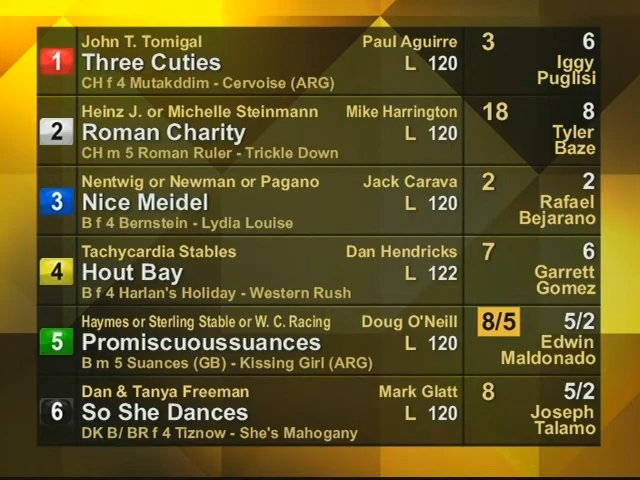 1 John T. Tomigal Paul Aguirre 3 6
Three Cuties L 120 Iggy
CH f 4 Mutakddim - Cervoise (ARG) Puglisi
2 Heinz J. or Michelle Steinmann Mike Harrington 18 8
Roman Charity L 120 Tyler
CH m 5 Roman Ruler - Trickle Down Baze
3 Nentwig or Newman or Pagano Jack Carava 2 2
Nice Meidel L 120 Rafael
B f 4 Bernstein - Lydia Louise Bejarano
4 Tachycardia Stables Dan Hendricks 7 6
Hout Bay L 122 Garrett
B f 4 Harlan's Holiday - Western Rush Gomez
5 Haymes or Sterling Stable or W. C. Racing Doug O'Neill 8/5 5/2
Promiscuoussuances L 120 Edwin
B m 5 Suances (GB) - Kissing Girl (ARG) Maldonado
6 Dan & Tanya Freeman Mark Glatt 8 5/2
So She Dances L 120 Joseph
DK B/ BR f 4 Tiznow - She's Mahogany Talamo